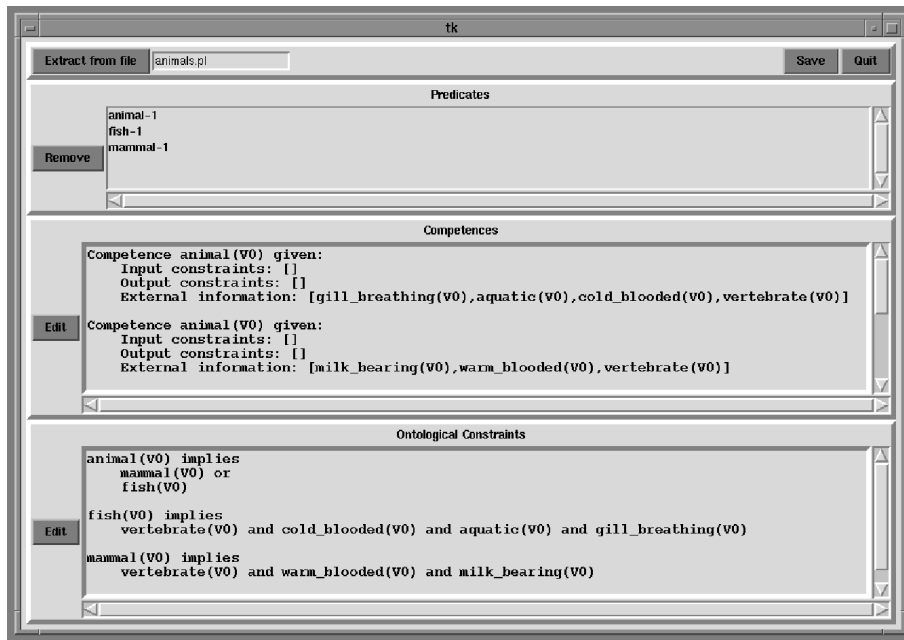 tk
Extract from file animals.pl Save Quit
Predicates
animal-1
fish-1
mammal-1
Remove
Competences
Competence animal(V0) given:
Input constraints: []
Output constraints: []
External information: [gill_breathing(V0),aquatic(V0),cold_blooded(V0),vertebrate(V0)]
Edit
Competence animal(V0) given:
Input constraints: []
Output constraints: []
External information: [milk_bearing(V0),warm_blooded(V0),vertebrate(V0)]
Ontological Constraints
animal(V0) implies
mammal(V0) or
fish(V0)
fish(V0) implies
Edit
vertebrate(V0) and cold_blooded(V0) and aquatic(V0) and gill_breathing(V0)
mammal(V0) implies
vertebrate(V0) and warm_blooded(V0) and milk_bearing(V0)